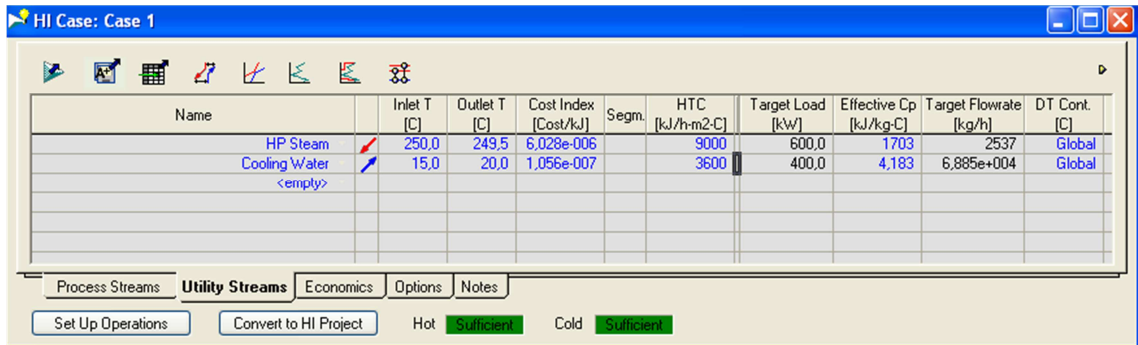 HI Case: Case 1
Name Inlet T [C] Outlet T [C] Cost Index [Cost/kJ] Segm. HTC [kJ/h-m2-C] Target Load [kW] Effective Cp [kJ/kg-C] Target Flowrate [kg/h] DT Cont. [C]
HP Steam 250,0 249,5 6,028e-006 9000 600,0 1703 2537 Global
Cooling Water 15,0 20,0 1,056e-007 3600 400,0 4,183 6,885e+004 Global
<empty>
Process Streams Utility Streams Economics Options Notes
Set Up Operations Convert to HI Project Hot Sufficient Cold Sufficient